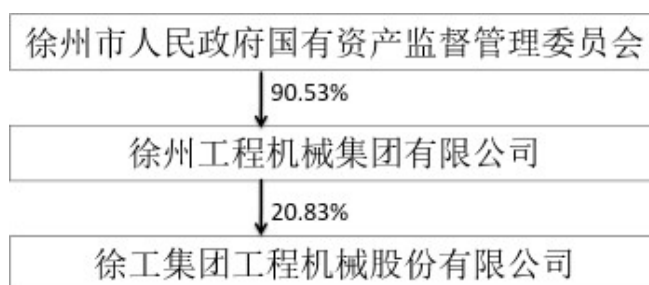 徐州市人民政府国有资产监督管理委员会
90.53%
徐州工程机械集团有限公司
20.83%
徐工集团工程机械股份有限公司